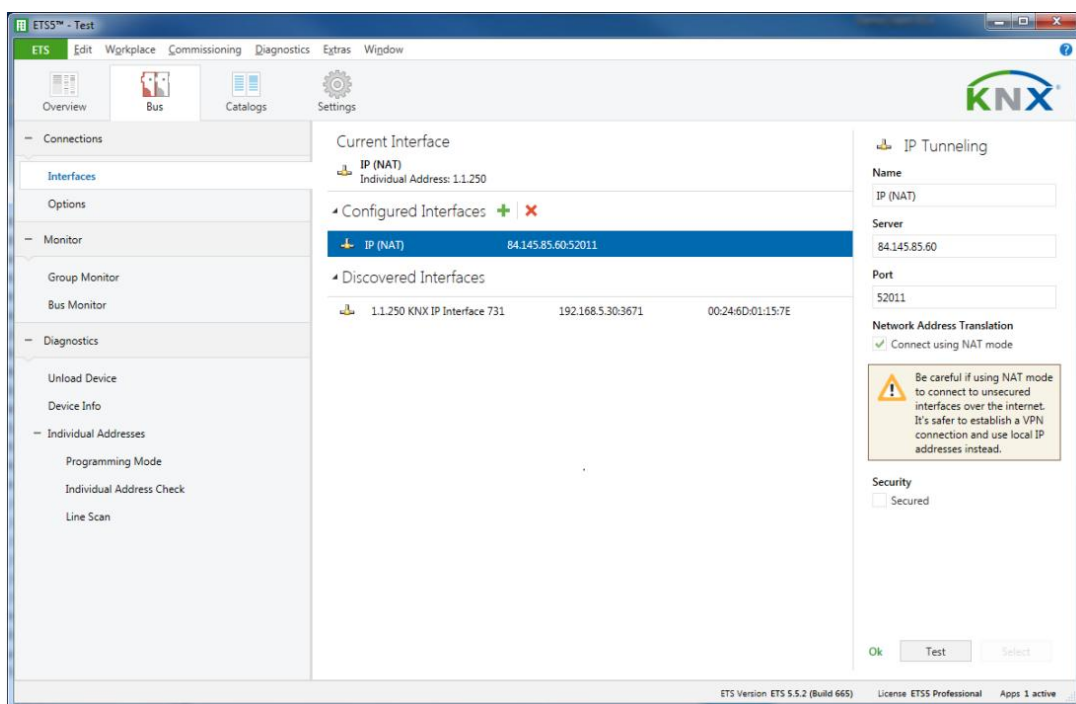 ETS5™ - Test
ETS Edit Workplace Commissioning Diagnostics Extras Window
Overview Bus Catalogs Settings
KNX
Connections
Interfaces
Options
Monitor
Group Monitor
Bus Monitor
Diagnostics
Unload Device
Device Info
Individual Addresses
Programming Mode
Individual Address Check
Line Scan
Current Interface
IP (NAT)
Individual Address: 1.1.250
Configured Interfaces
IP (NAT) 84.145.85.60:52011
Discovered Interfaces
1.1.250 KNX IP Interface 731 192.168.5.30:3671 00:24:6D:01:15:7E
IP Tunneling
Name
IP (NAT)
Server
84.145.85.60
Port
52011
Network Address Translation
Connect using NAT mode
Be careful if using NAT mode
to connect to unsecured
interfaces over the internet.
It's safer to establish a VPN
connection and use local IP
addresses instead.
Security
Secured
Ok Test Select
ETS Version ETS 5.5.2 (Build 665) License ETS5 Professional Apps 1 active